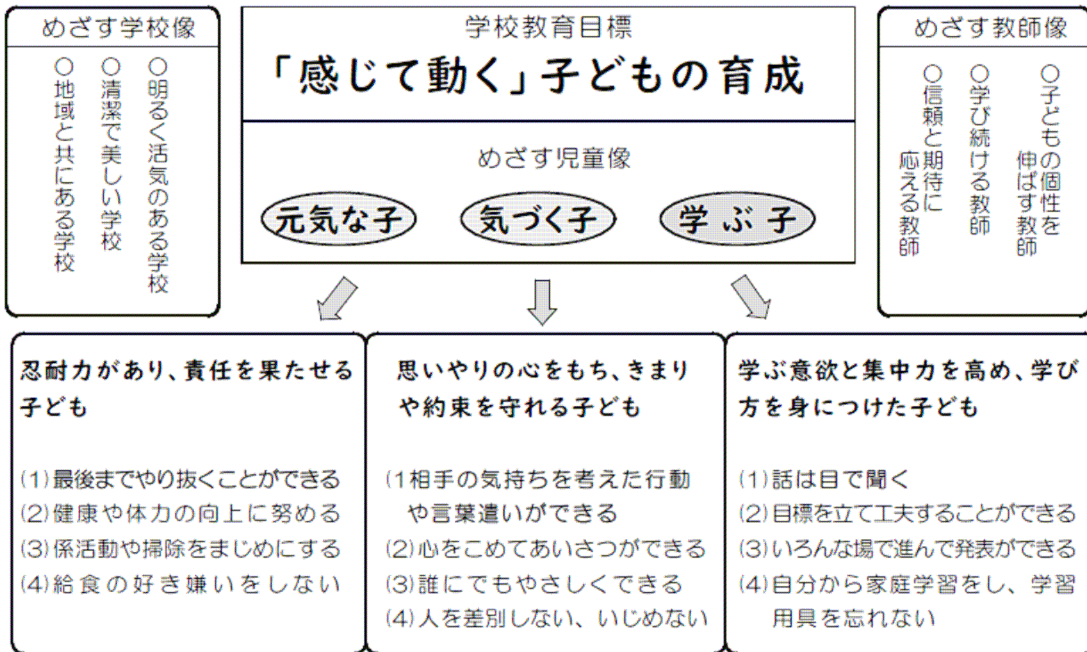 めざす学校像
○明るく活気のある学校
○清潔で美しい学校
○地域と共にある学校
学校教育目標
「感じて動く」子どもの育成
めざす児童像
元気な子
気づく子
学ぶ子
めざす教師像
○子どもの個性を
伸ばす教師
○学び続ける教師
○信頼と期待に
応える教師
忍耐力があり、責任を果たせる
子ども
(1)最後までやり抜くことができる
(2)健康や体力の向上に努める
(3)係活動や掃除をまじめにする
(4)給食の好き嫌いをしない
思いやりの心をもち、きまり
や約束を守れる子ども
(1相手の気持ちを考えた行動
や言葉遣いができる
(2)心をこめてあいさつができる
(3)誰にでもやさしくできる
(4)人を差別しない、いじめない
学ぶ意欲と集中力を高め、学び
方を身につけた子ども
(1)話は目で聞く
(2)目標を立て工夫することができる
(3)いろんな場で進んで発表ができる
(4)自分から家庭学習をし、学習
用具を忘れない